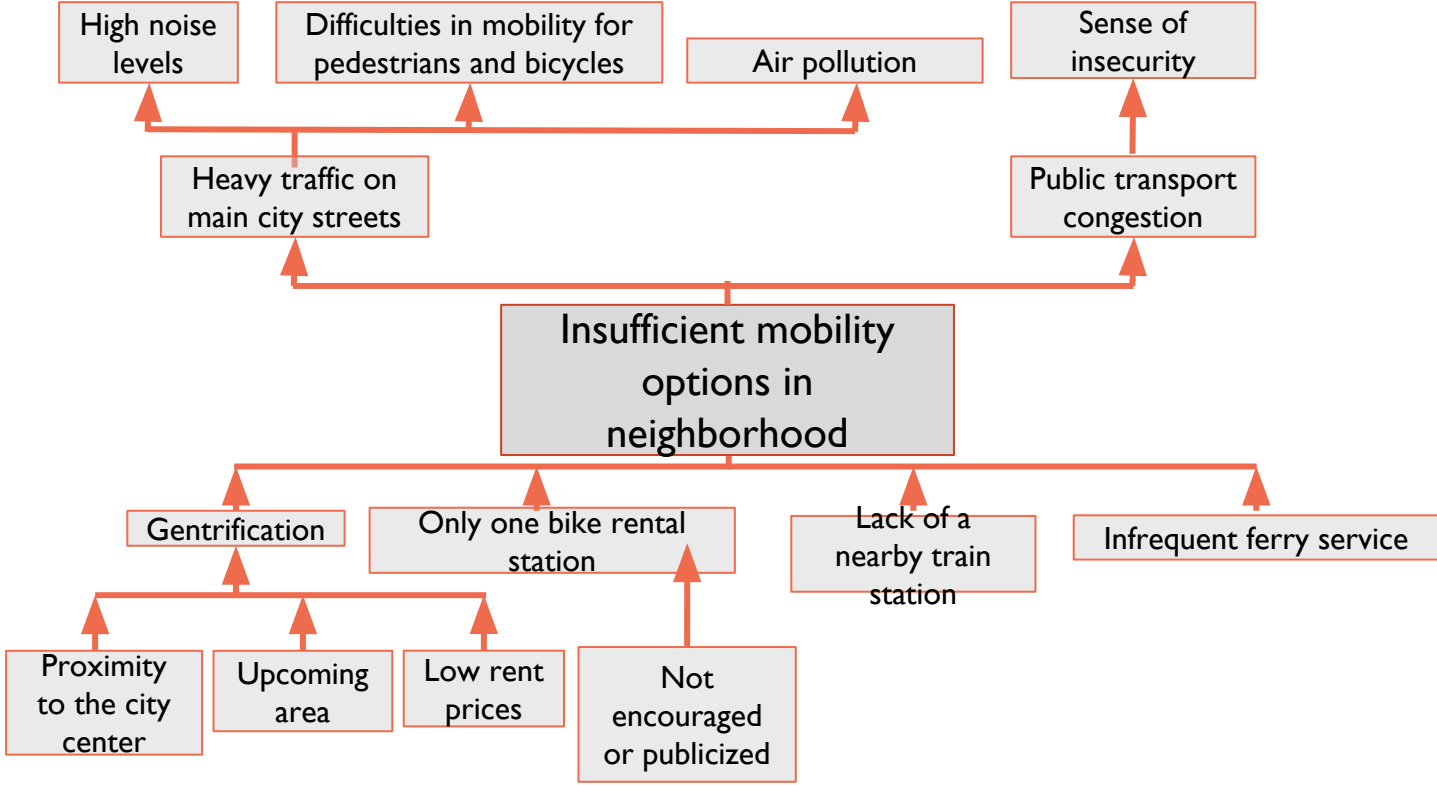 High noise
levels
Difficulties in mobility for
pedestrians and bicycles
Air pollution
Sense of
insecurity
Heavy traffic on
main city streets
Public transport
congestion
Insufficient mobility
options in
neighborhood
Gentrification
Only one bike rental
station
Lack of a
nearby train
station
Infrequent ferry service
Proximity
to the city
center
Upcoming
area
Low rent
prices
Not
encouraged
or publicized